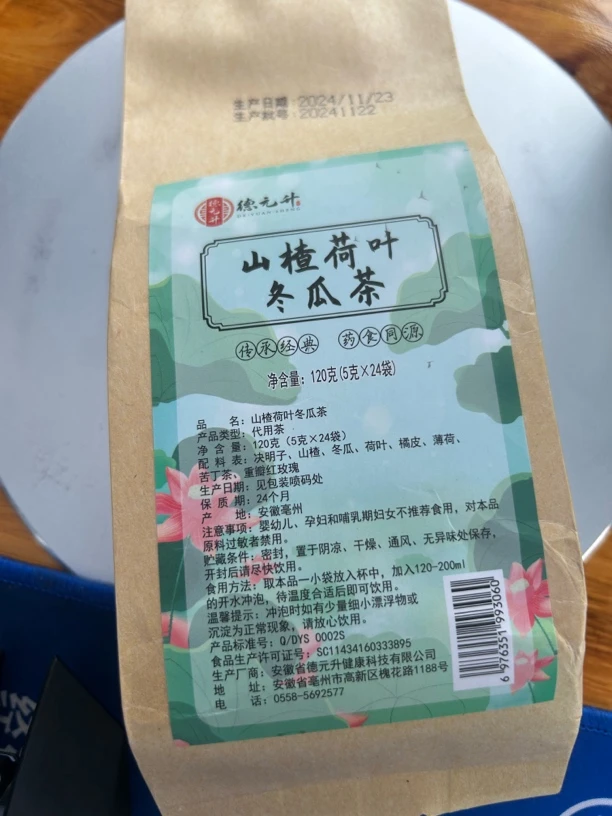 生产日期 2024/11/23
生产批号 20241122
德元升
德元升
DE YUAN SHENG
山楂荷叶
冬瓜茶
传承经典 药食同源
净含量：120克(5克×24袋)
品 名：山楂荷叶冬瓜茶
产品类型：代用茶
净 含 量：120克（5克×24袋）
配 料 表：决明子、山楂、冬瓜、荷叶、橘皮、薄荷、
苦丁茶、重瓣红玫瑰
生产日期：见包装喷码处
保 质 期：24个月
产 地：安徽亳州
注意事项：婴幼儿、孕妇和哺乳期妇女不推荐食用，对本品
原料过敏者禁用。
贮藏条件：密封，置于阴凉、干燥、通风、无异味处保存，
开封后请尽快饮用。
食用方法：取本品一小袋放入杯中，加入120-200ml
的开水冲泡，待温度合适后即可饮用。
温馨提示：冲泡时如有少量细小漂浮物或
沉淀为正常现象，请放心饮用。
产品标准号：Q/DYS 0002S
食品生产许可证号：SC11434160333895
生产厂商：安徽省德元升健康科技有限公司
地 址：安徽省亳州市高新区槐花路1188号
电 话：0558-5692577
6 976351 993060